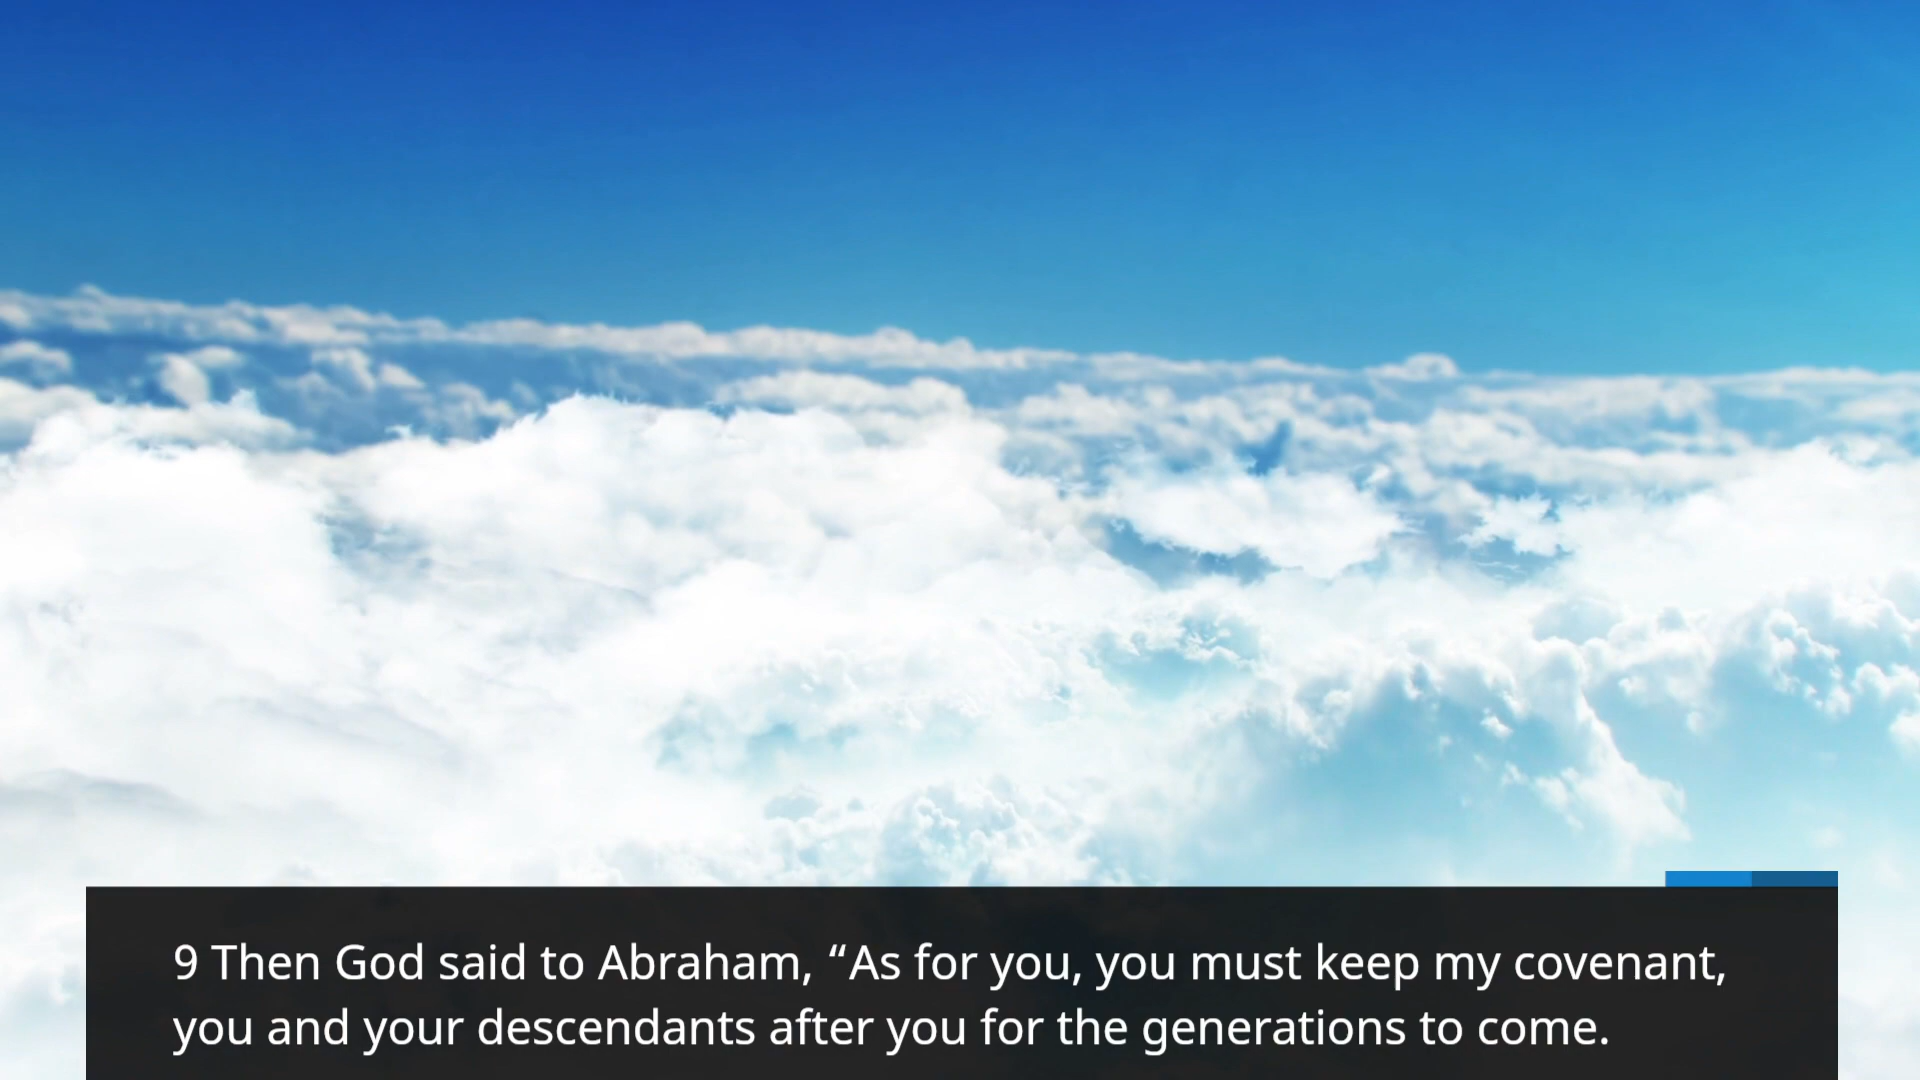 9 Then God said to Abraham, “As for you, you must keep my covenant,
you and your descendants after you for the generations to come.